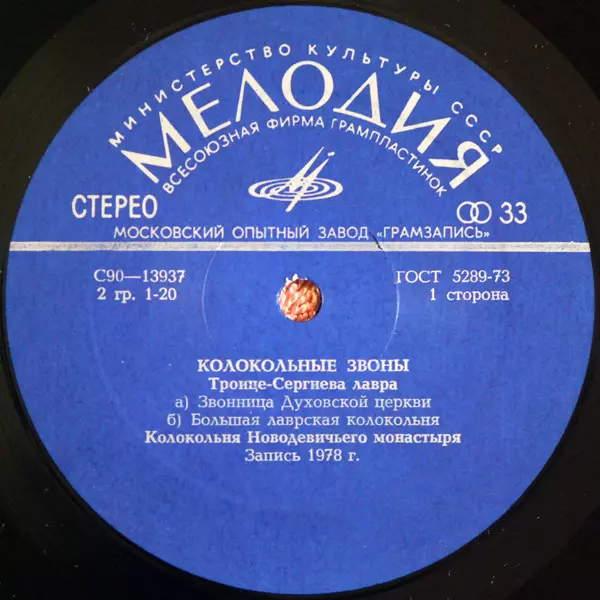 МИНИСТЕРСТВО КУЛЬТУРЫ СССР
МЕЛОДИЯ
ВСЕСОЮЗНАЯ ФИРМА ГРАМПЛАСТИНОК
СТЕРЕО
33
МОСКОВСКИЙ ОПЫТНЫЙ ЗАВОД «ГРАМЗАПИСЬ»
С90—13937
ГОСТ 5289-73
2 гр. 1-20
1 сторона
КОЛОКОЛЬНЫЕ ЗВОНЫ
Троице-Сергиева лавра
а) Звонница Духовской церкви
б) Большая лаврская колокольня
Колокольня Новодевичьего монастыря
Запись 1978 г.